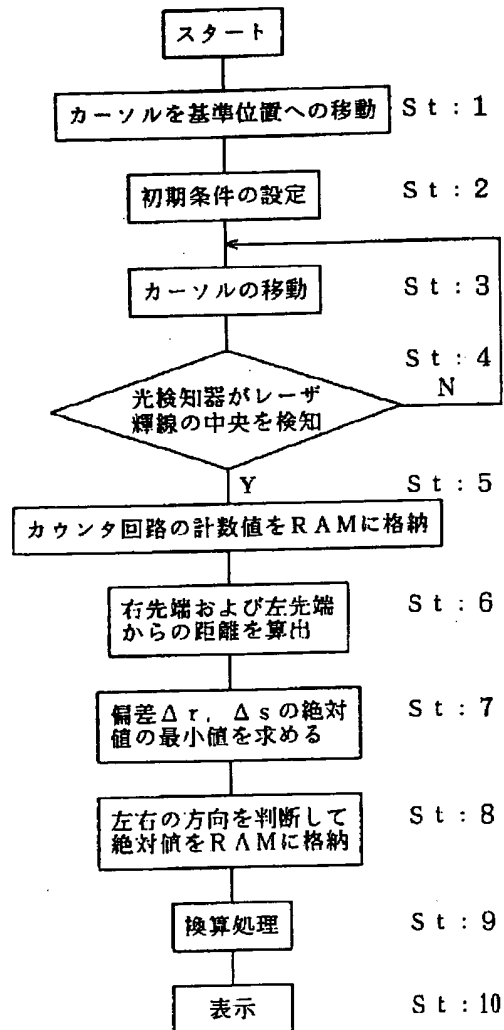 スタート
カーソルを基準位置への移動 St:1
初期条件の設定 St:2
カーソルの移動 St:3
St:4
光検知器がレーザ
輝線の中央を検知
N
Y
St:5
カウンタ回路の計数値をRAMに格納
右先端および左先端
からの距離を算出
St:6
偏差Δr,Δsの絶対
値の最小値を求める
St:7
左右の方向を判断して
絶対値をRAMに格納
St:8
換算処理 St:9
表示 St:10